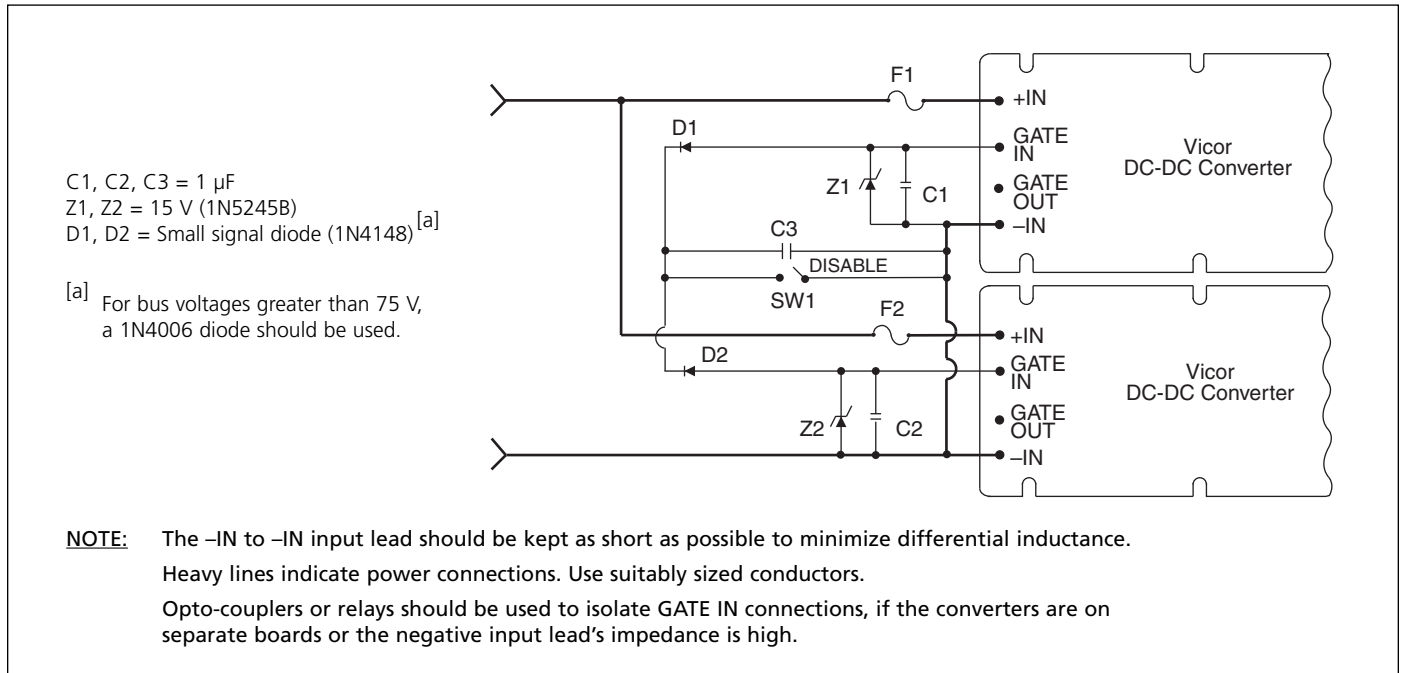 F1
+IN
D1
GATE
IN
Vicor
DC-DC Converter
C1, C2, C3 = 1 µF
Z1, Z2 = 15 V (1N5245B)
D1, D2 = Small signal diode (1N4148) [a]
Z1
C1
GATE
OUT
–IN
C3
DISABLE
SW1
[a] For bus voltages greater than 75 V,
a 1N4006 diode should be used.
F2
+IN
D2
GATE
IN
Vicor
DC-DC Converter
Z2
C2
GATE
OUT
–IN
NOTE: The –IN to –IN input lead should be kept as short as possible to minimize differential inductance.
Heavy lines indicate power connections. Use suitably sized conductors.
Opto-couplers or relays should be used to isolate GATE IN connections, if the converters are on
separate boards or the negative input lead's impedance is high.